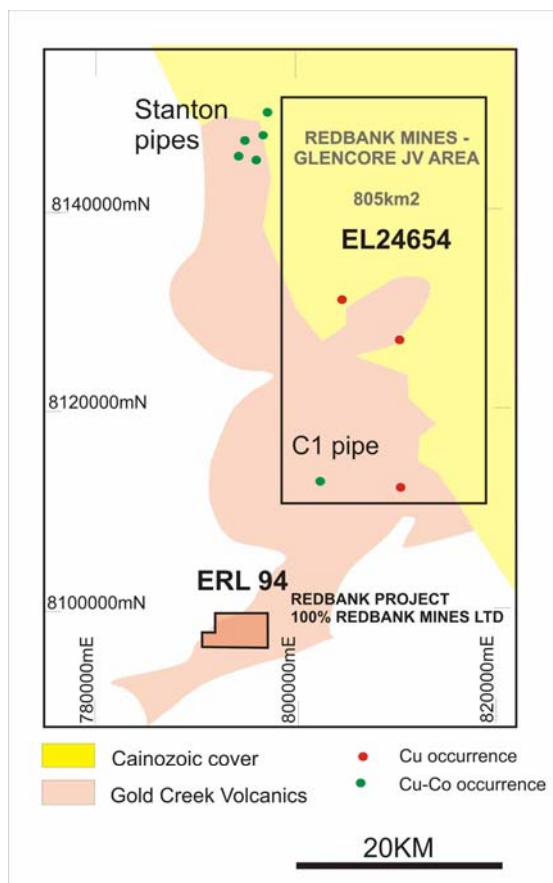 Stanton
pipes
REDBANK MINES -
GLENCORE JV AREA
805km2
EL24654
8140000mN
8120000mN
C1 pipe
ERL 94
REDBANK PROJECT
100% REDBANK MINES LTD
8100000mN
780000mE
800000mE
820000mE
Cainozoic cover
Cu occurrence
Gold Creek Volcanics
Cu-Co occurrence
20KM